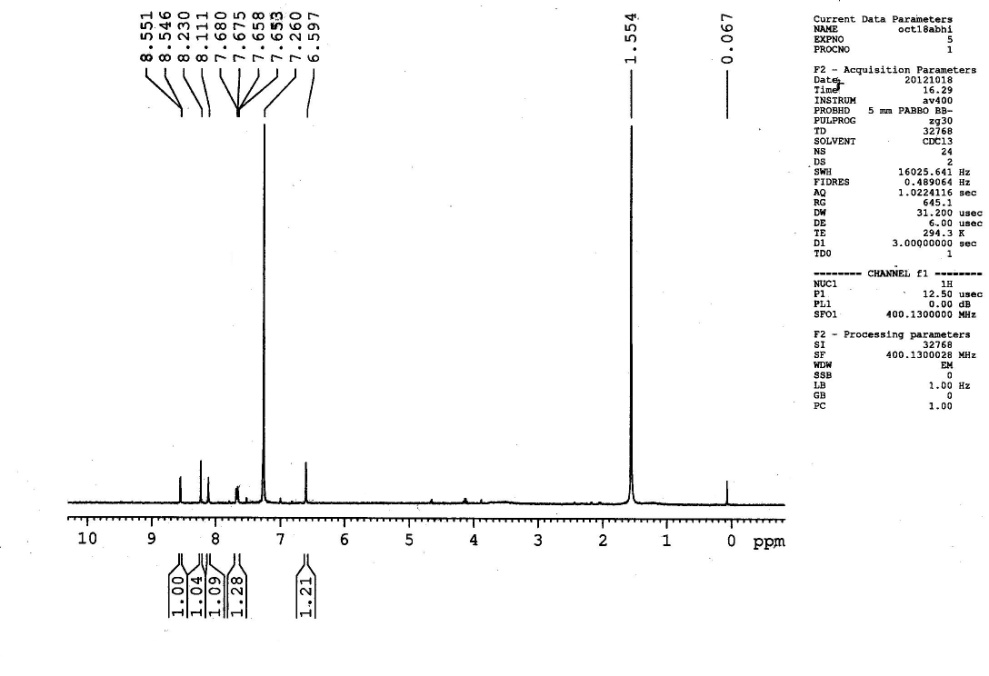 8.551
8.546
8.230
8.111
7.680
7.675
7.658
7.653
7.260
6.597
1.554
0.067
Current Data Parameters
NAME oct18abhi
EXPNO 5
PROCNO 1
F2 - Acquisition Parameters
Date_ 20121018
Time 16.29
INSTRUM av400
PROBHD 5 mm PABBO BB-
PULPROG zg30
TD 32768
SOLVENT CDCl3
NS 24
DS 2
SWH 16025.641 Hz
FIDRES 0.489064 Hz
AQ 1.0224116 sec
RG 645.1
DW 31.200 usec
DE 6.00 usec
TE 294.3 K
D1 3.00000000 sec
TD0 1
======== CHANNEL f1 ========
NUC1 1H
P1 12.50 usec
PL1 0.00 dB
SFO1 400.1300000 MHz
F2 - Processing parameters
SI 32768
SF 400.1300028 MHz
WDW EM
SSB 0
LB 1.00 Hz
GB 0
PC 1.00
10 9 8 7 6 5 4 3 2 1 0 ppm
1.00
1.04
1.09
1.28
1.21